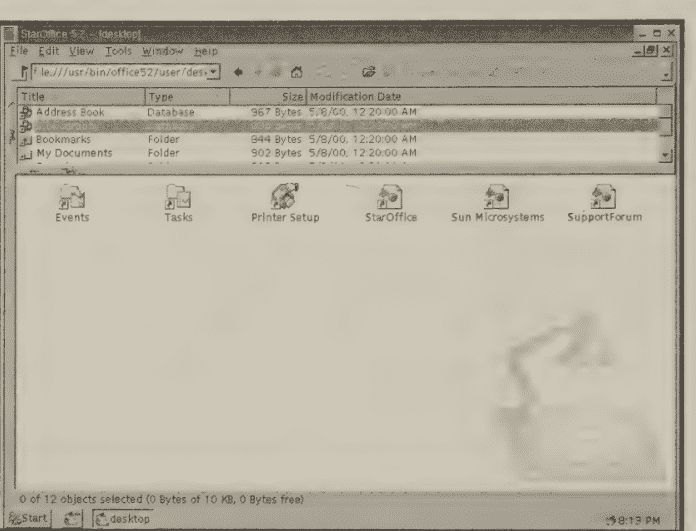 StarOffice 5.2 - [desktop]
File Edit View Tools Window Help
file:///usr/bin/office52/user/des
Title Type Size Modification Date
Address Book Database 967 Bytes 5/8/00, 12:20:00 AM
Bookmarks Folder 844 Bytes 5/8/00, 12:20:00 AM
My Documents Folder 902 Bytes 5/8/00, 12:20:00 AM
Events Tasks Printer Setup StarOffice Sun Microsystems SupportForum
0 of 12 objects selected (0 Bytes of 10 KB, 0 Bytes free)
Start desktop 8:13 PM